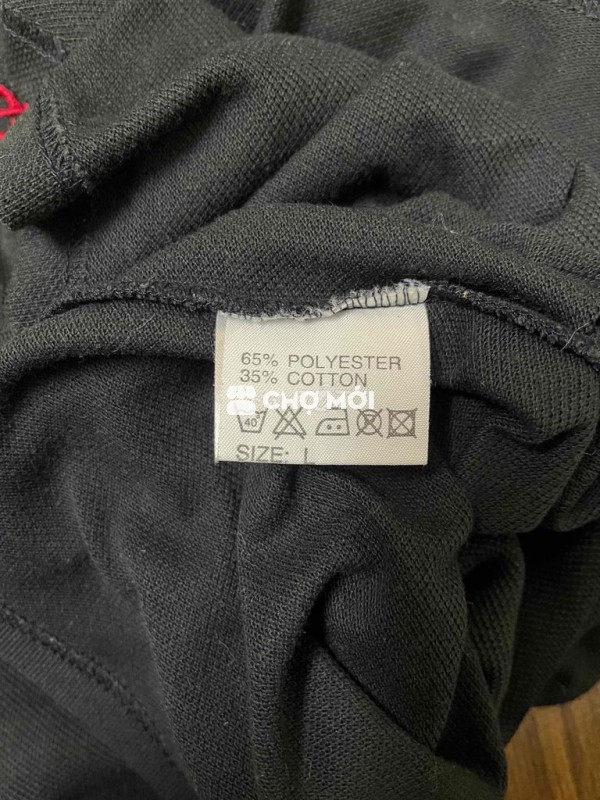 65% POLYESTER
35% COTTON
CHỢ MỚI
40
SIZE: L